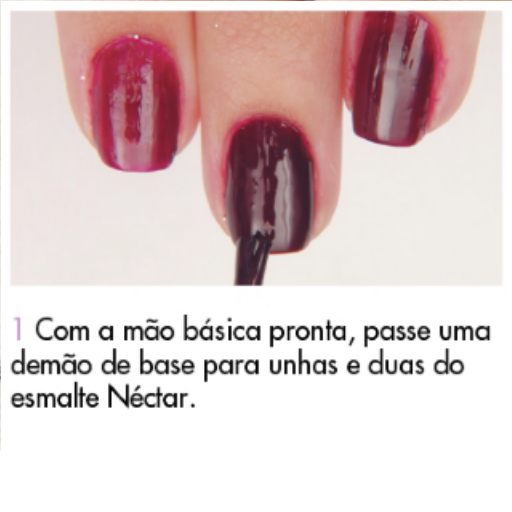 1 Com a mão básica pronta, passe uma
demão de base para unhas e duas do
esmalte Néctar.